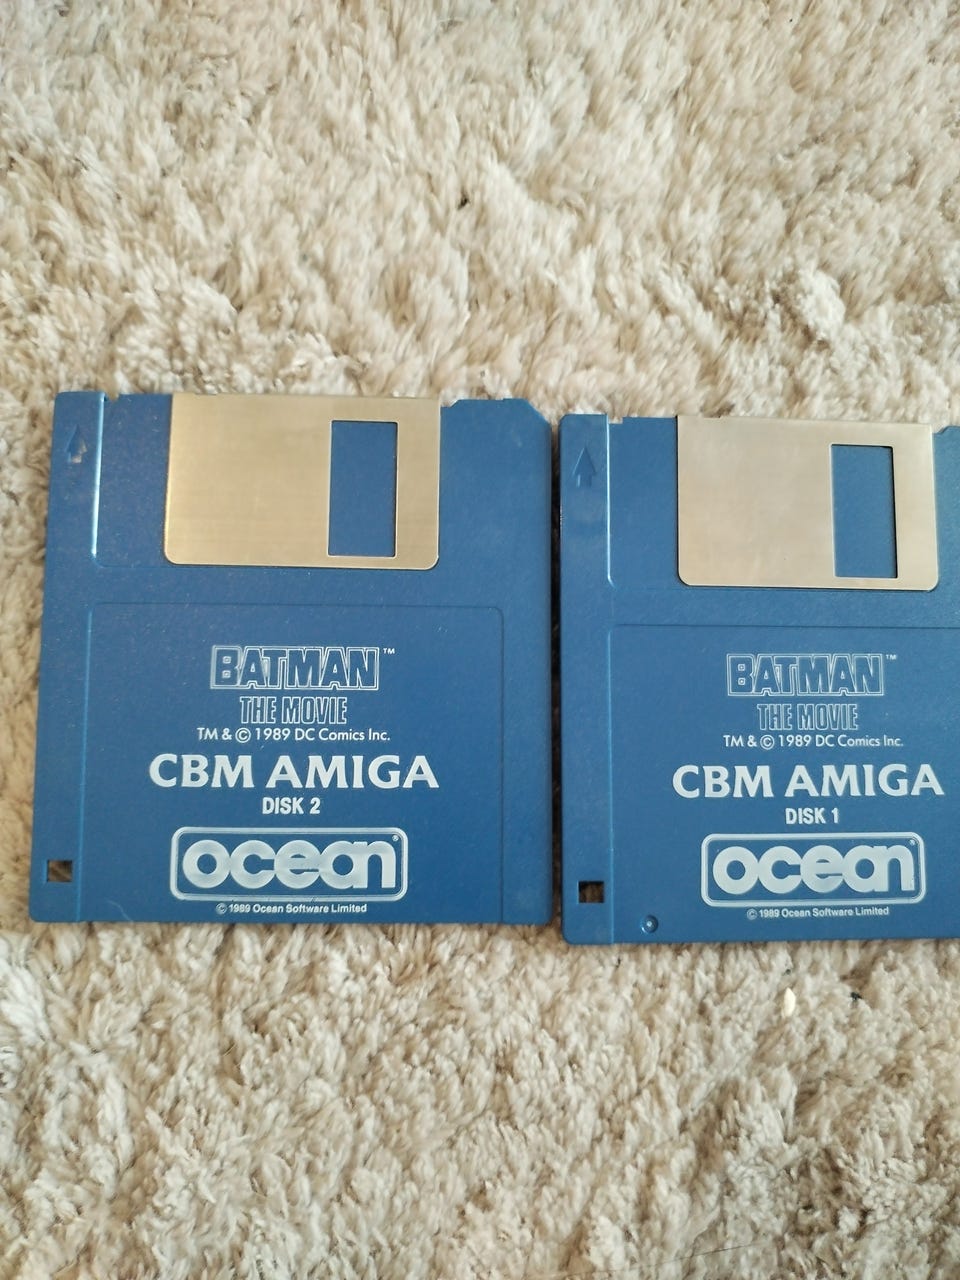 BATMAN™
THE MOVIE
TM & © 1989 DC Comics Inc.
CBM AMIGA
DISK 2
ocean®
© 1989 Ocean Software Limited
BATMAN™
THE MOVIE
TM & © 1989 DC Comics Inc.
CBM AMIGA
DISK 1
ocean®
© 1989 Ocean Software Limited